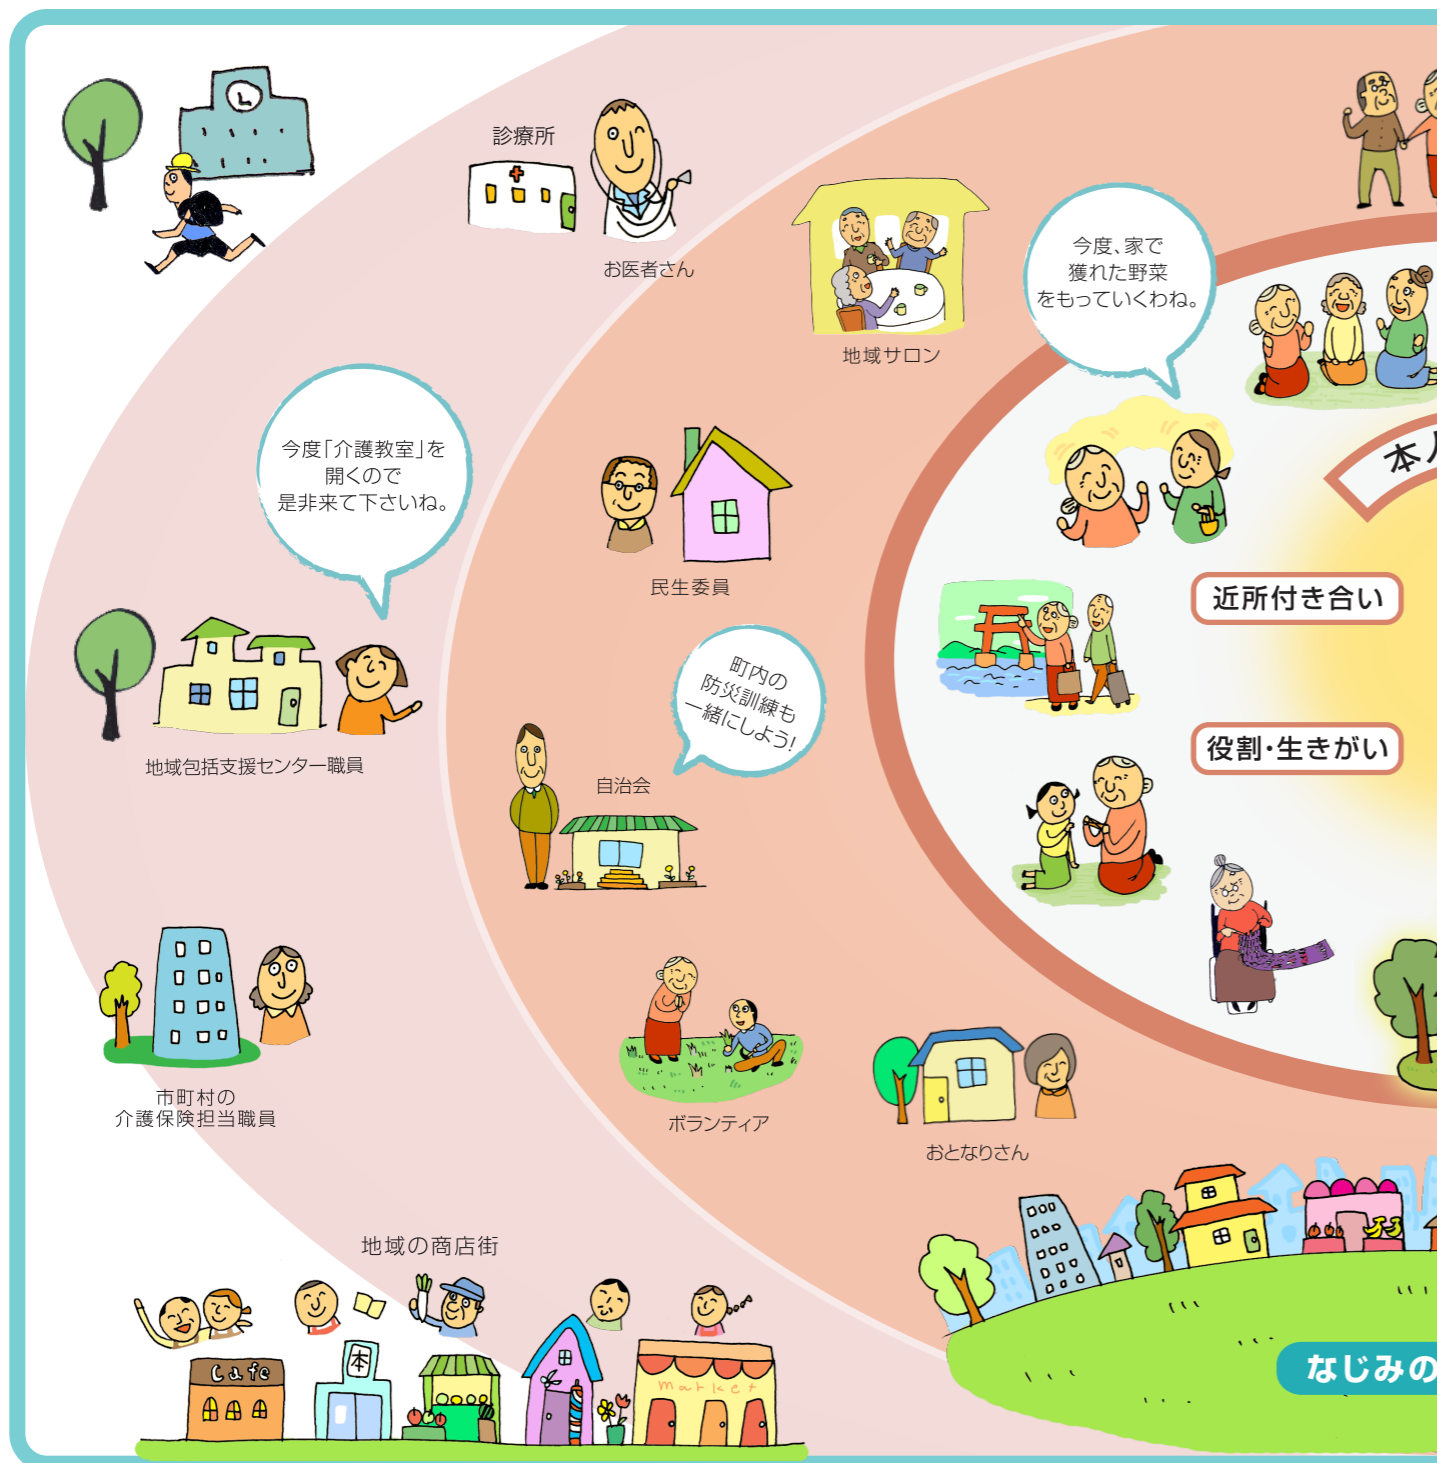 診療所
お医者さん
今度、家で
獲れた野菜
をもっていくわね。
地域サロン
今度「介護教室」を
開くので
是非来て下さいね。
本人
民生委員
近所付き合い
町内の
防災訓練も
一緒にしよう!
役割・生きがい
地域包括支援センター職員
自治会
市町村の
介護保険担当職員
ボランティア
おとなりさん
地域の商店街
本
Cafe
market
なじみの